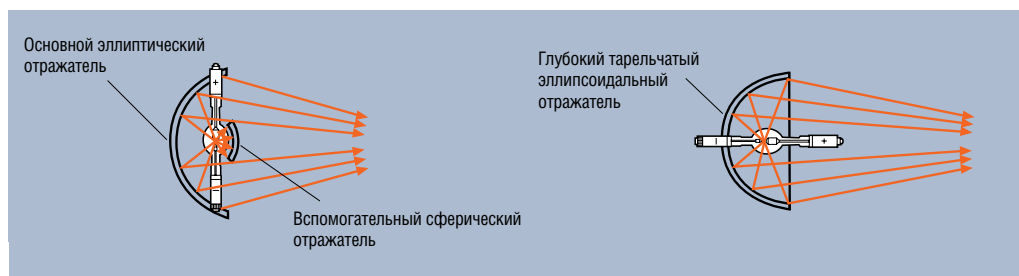 Основной эллиптический
отражатель
+
−
Вспомогательный сферический
отражатель
Глубокий тарельчатый
эллипсоидальный
отражатель
−
+